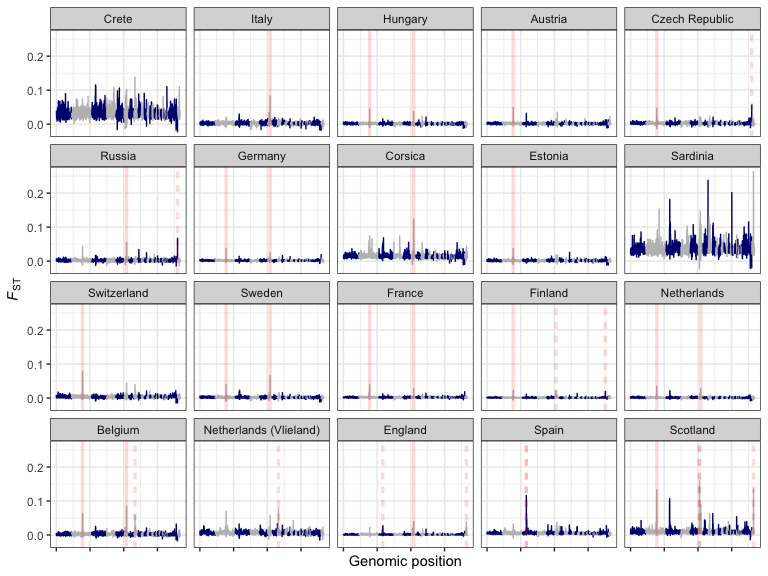 Crete Italy Hungary Austria Czech Republic
0.2
0.1
0.0
Russia Germany Corsica Estonia Sardinia
0.2
0.1
0.0
FST
Switzerland Sweden France Finland Netherlands
0.2
0.1
0.0
Belgium Netherlands (Vlieland) England Spain Scotland
0.2
0.1
0.0
Genomic position